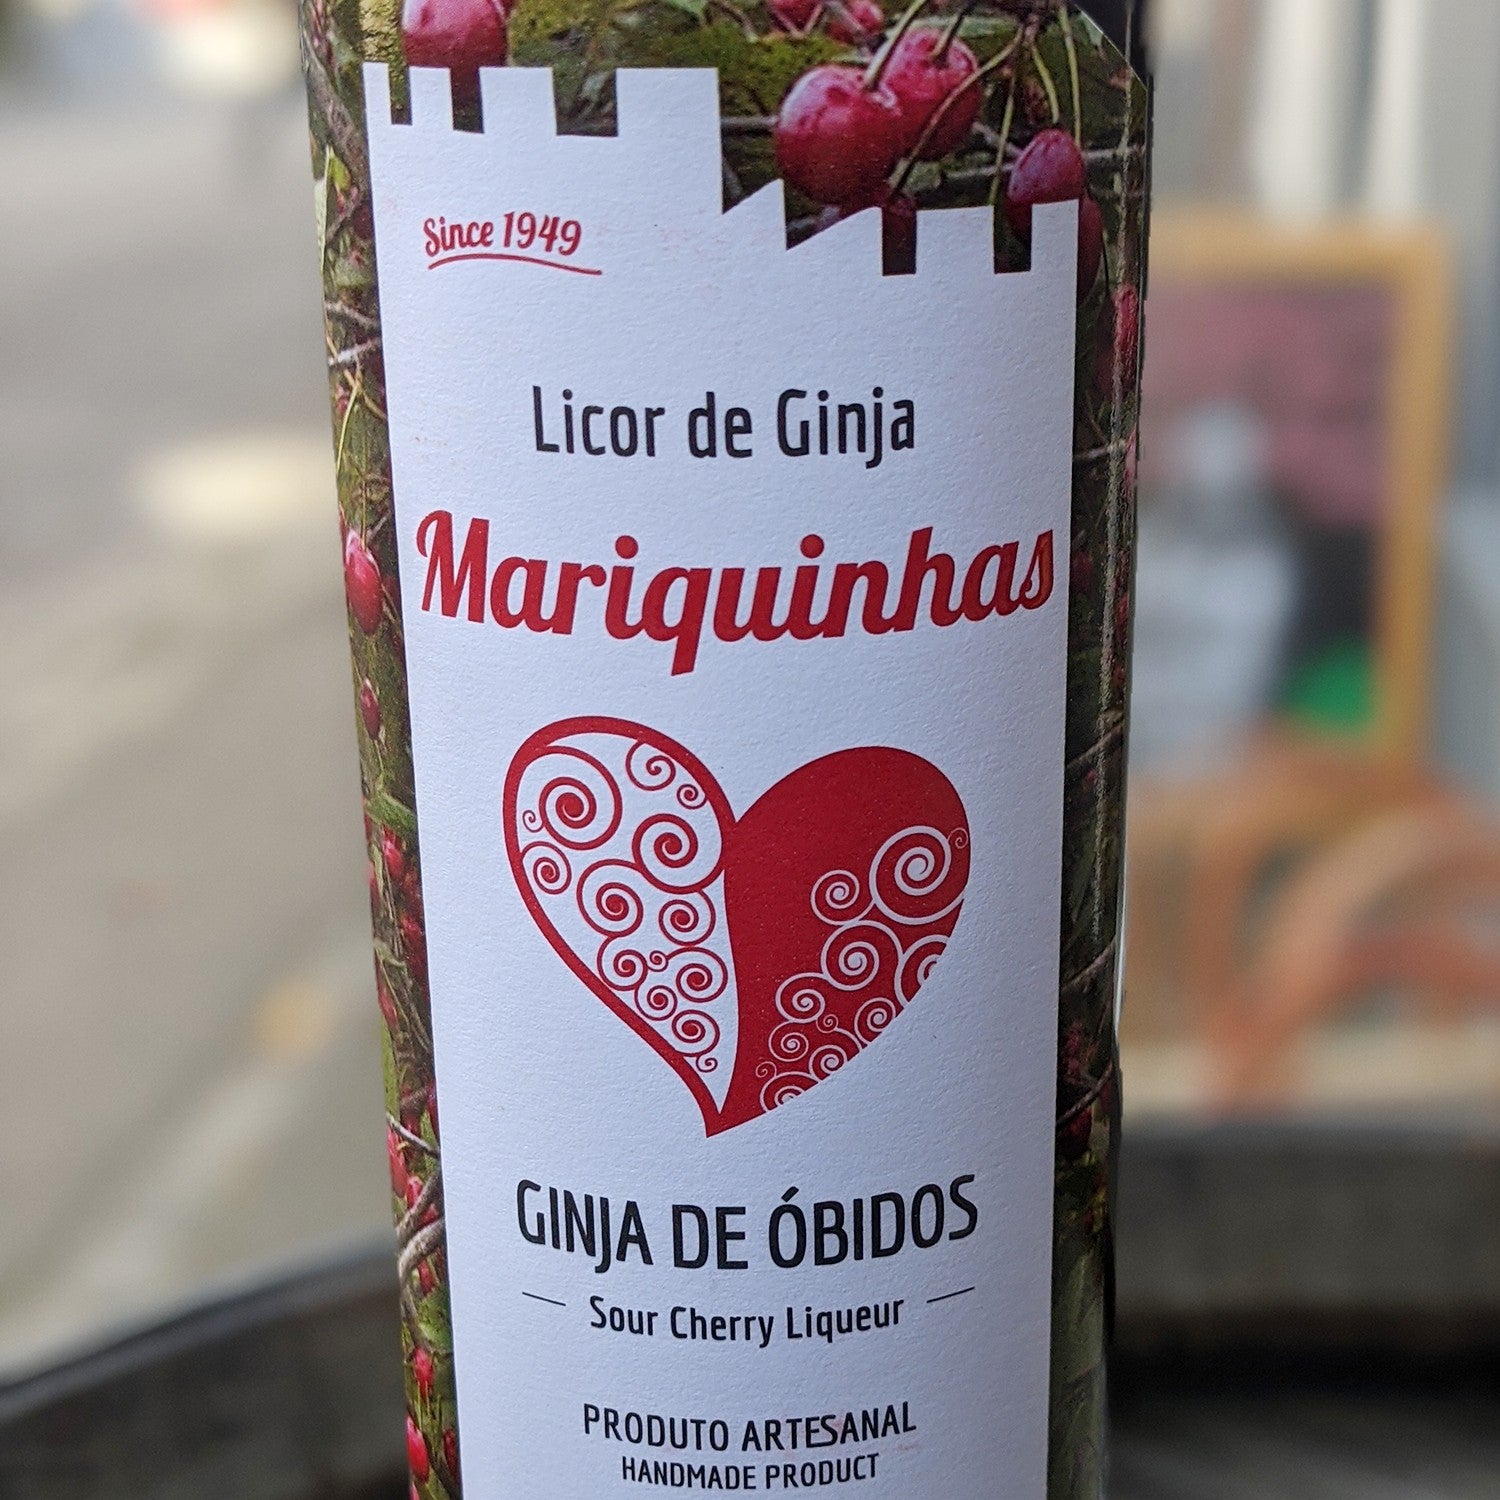 Since 1949
Licor de Ginja
Mariquinhas
GINJA DE ÓBIDOS
Sour Cherry Liqueur
PRODUTO ARTESANAL
HANDMADE PRODUCT